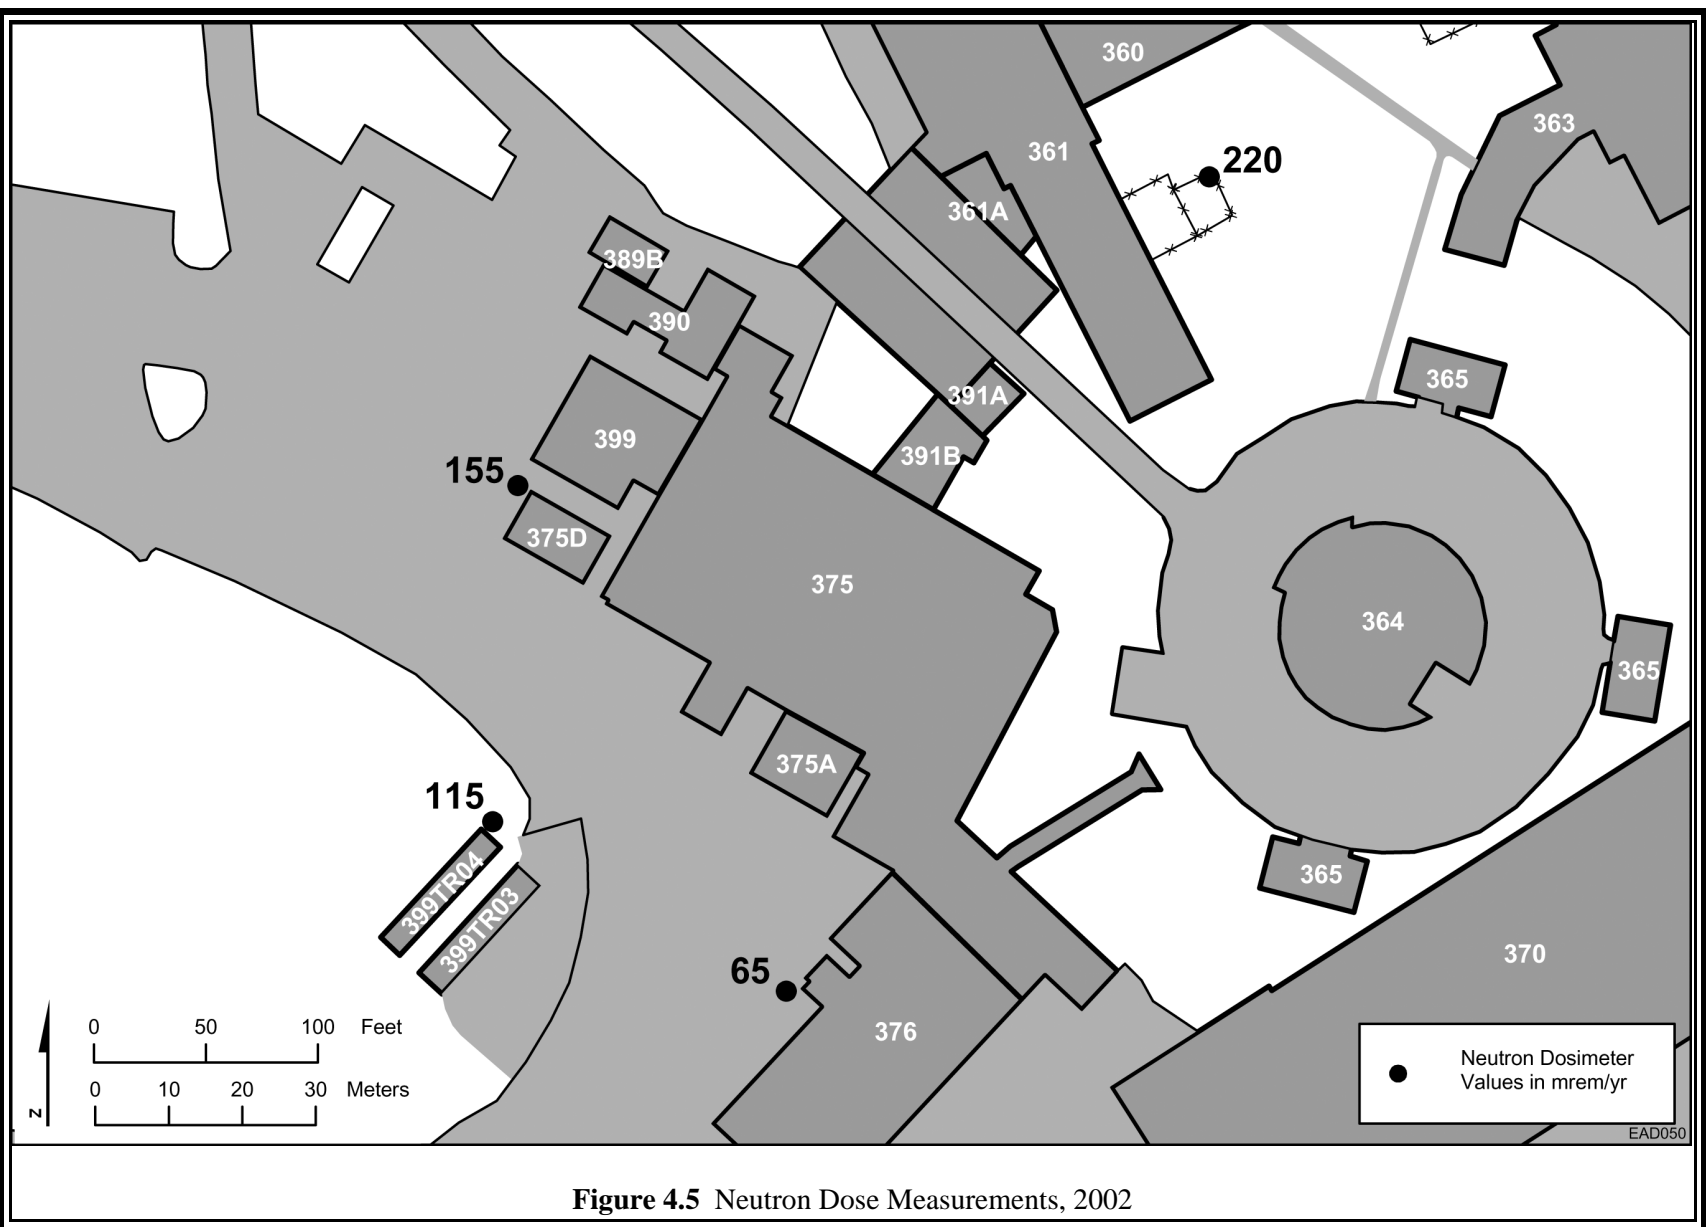 360
363
361
220
361A
389B
390
365
391A
399
391B
155
375D
375
364
365
375A
115
399TR04
365
399TR03
370
65
376
0 50 100 Feet
0 10 20 30 Meters
N
Neutron Dosimeter
Values in mrem/yr
EAD050
Figure 4.5 Neutron Dose Measurements, 2002